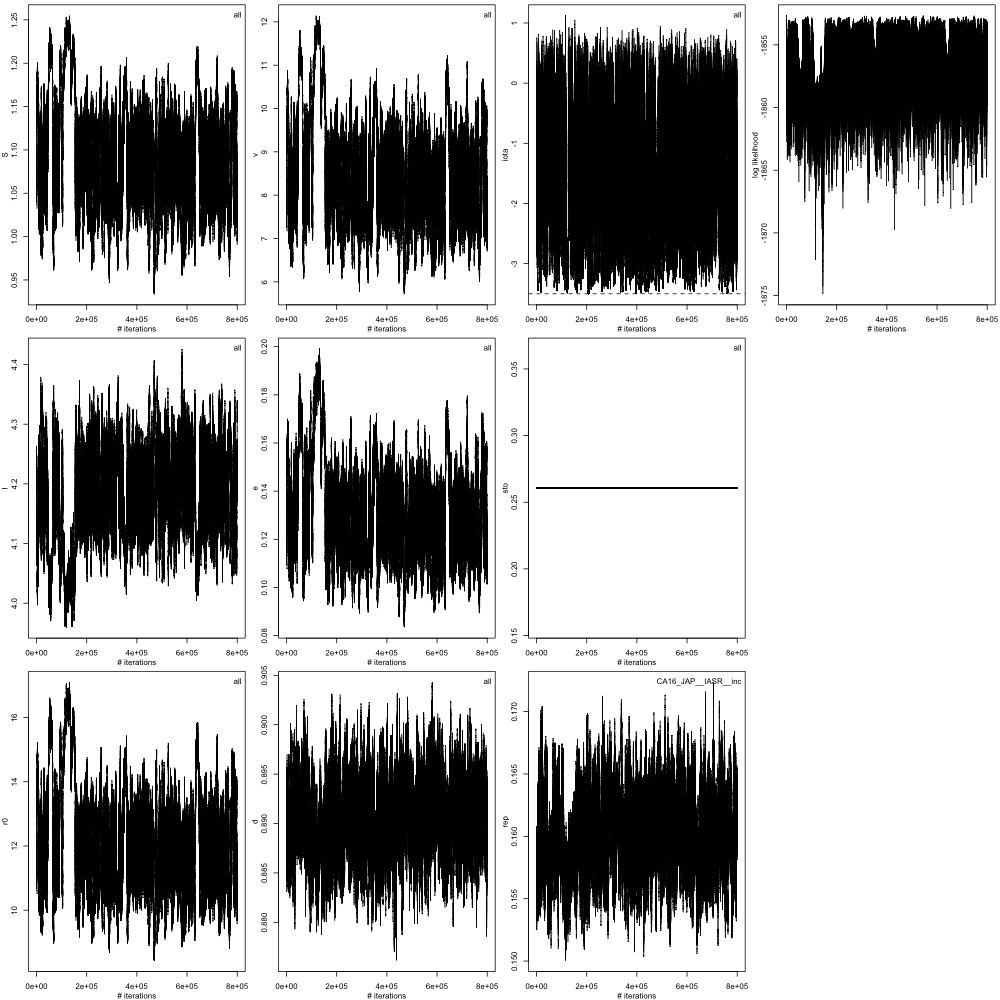 all
S
0.95 1.00 1.05 1.10 1.15 1.20 1.25
0e+00 2e+05 4e+05 6e+05 8e+05
# iterations
all
v
6 7 8 9 10 11 12
0e+00 2e+05 4e+05 6e+05 8e+05
# iterations
all
iota
-3 -2 -1 0 1
0e+00 2e+05 4e+05 6e+05 8e+05
# iterations
log likelihood
-1875 -1870 -1865 -1860 -1855
0e+00 2e+05 4e+05 6e+05 8e+05
# iterations
all
l
4.0 4.1 4.2 4.3 4.4
0e+00 2e+05 4e+05 6e+05 8e+05
# iterations
all
e
0.08 0.10 0.12 0.14 0.16 0.18 0.20
0e+00 2e+05 4e+05 6e+05 8e+05
# iterations
all
sto
0.15 0.20 0.25 0.30 0.35
0e+00 2e+05 4e+05 6e+05 8e+05
# iterations
all
r0
10 12 14 16
0e+00 2e+05 4e+05 6e+05 8e+05
# iterations
all
d
0.880 0.885 0.890 0.895 0.900 0.905
0e+00 2e+05 4e+05 6e+05 8e+05
# iterations
CA16_JAP__IASR__inc
rep
0.150 0.155 0.160 0.165 0.170
0e+00 2e+05 4e+05 6e+05 8e+05
# iterations